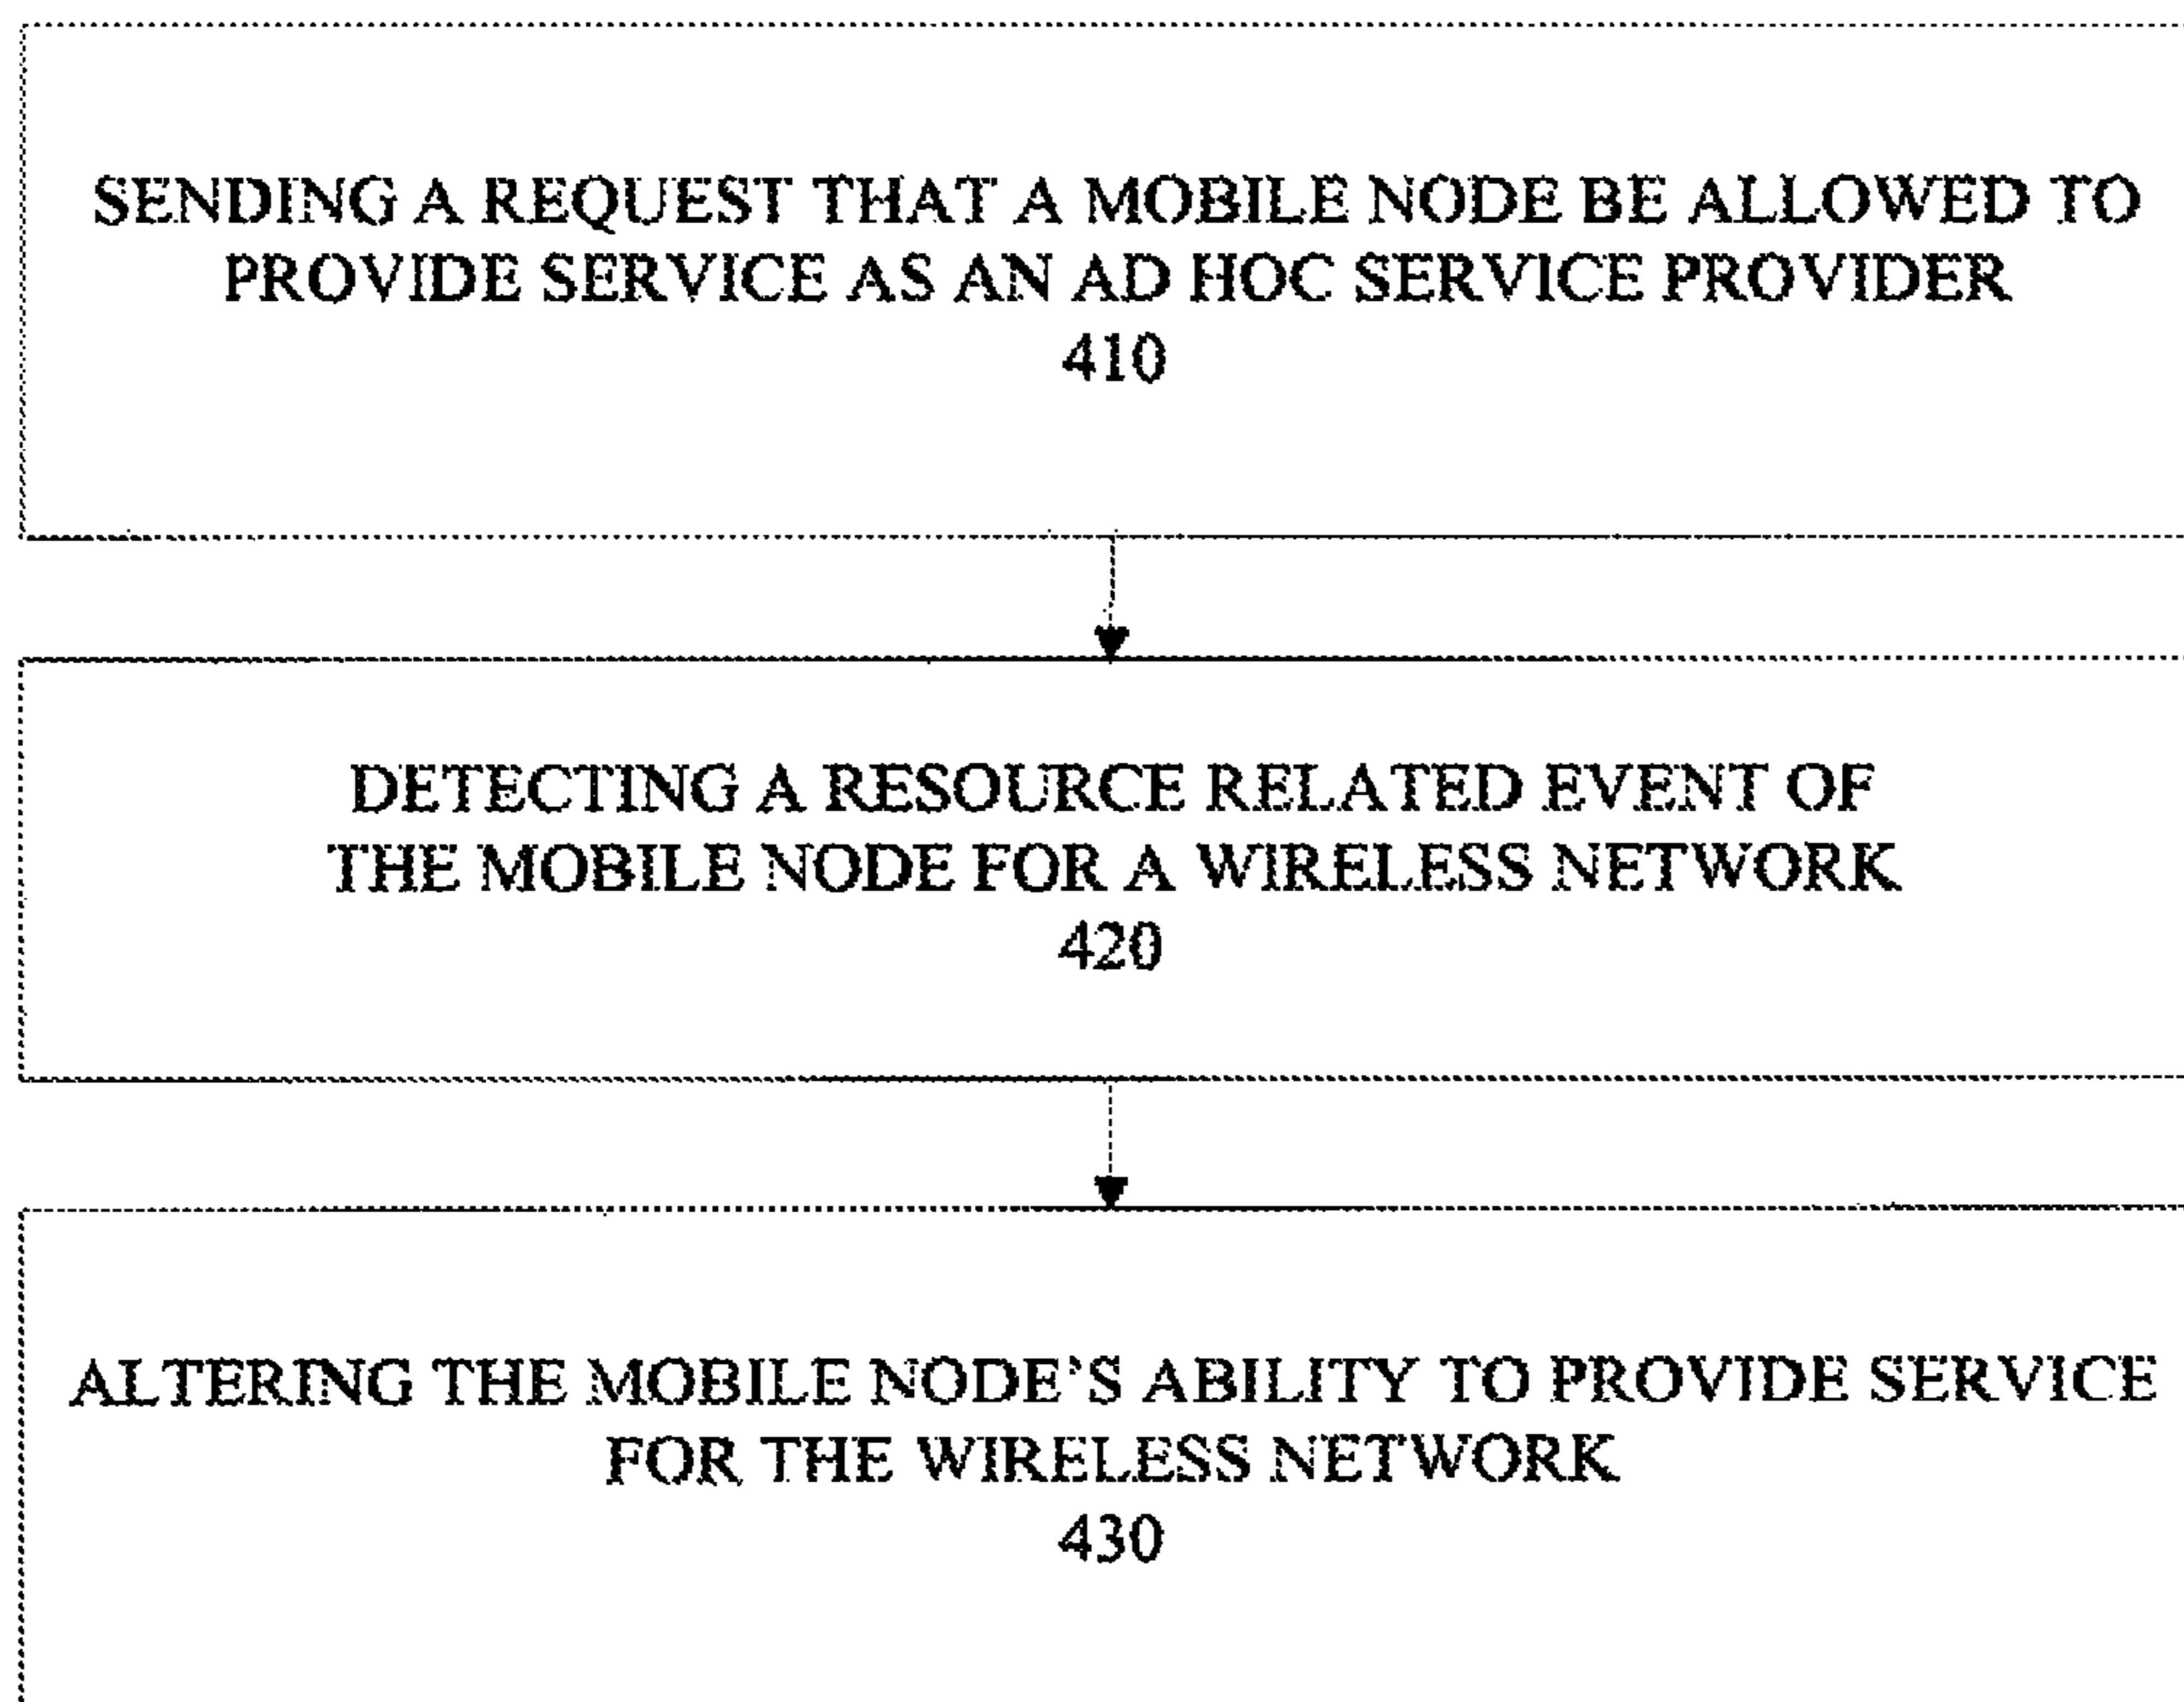 SENDING A REQUEST THAT A MOBILE NODE BE ALLOWED TO
PROVIDE SERVICE AS AN AD HOC SERVICE PROVIDER
410
DETECTING A RESOURCE RELATED EVENT OF
THE MOBILE NODE FOR A WIRELESS NETWORK
420
ALTERING THE MOBILE NODE'S ABILITY TO PROVIDE SERVICE
FOR THE WIRELESS NETWORK
430